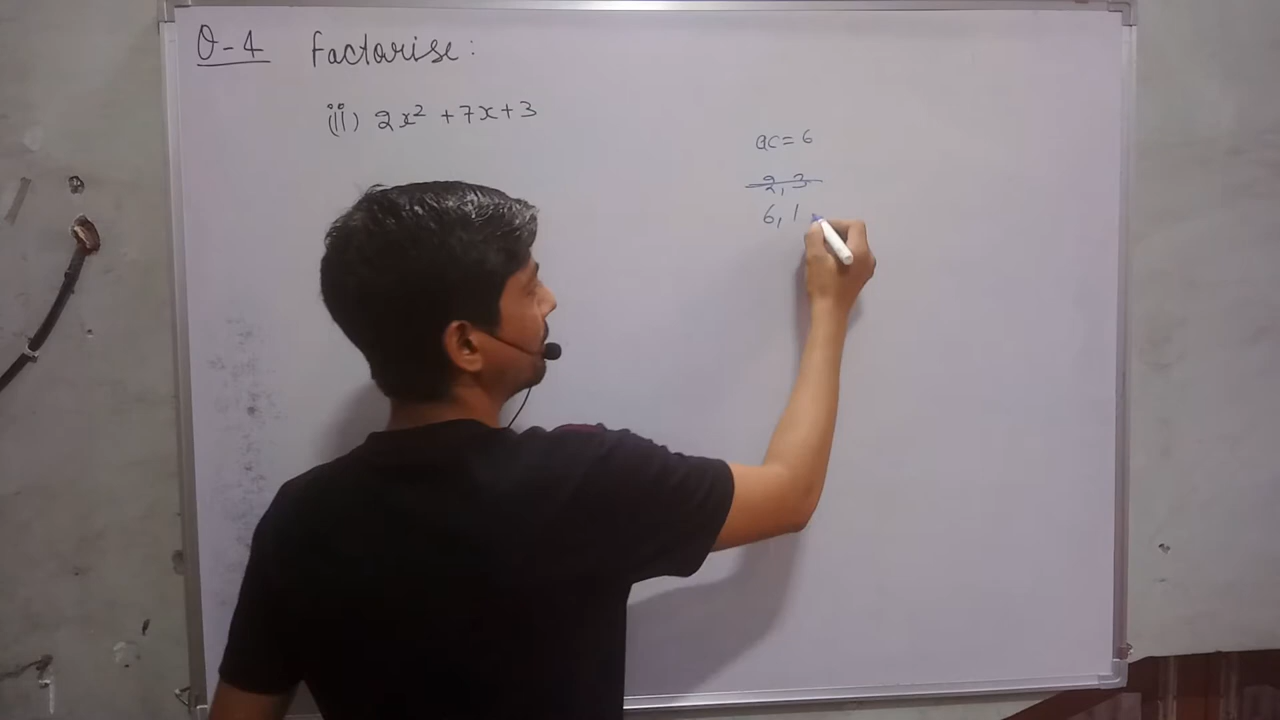 Q-4 Factorise:
(ii) 2x² + 7x + 3
ac = 6
2, 3
6, 1